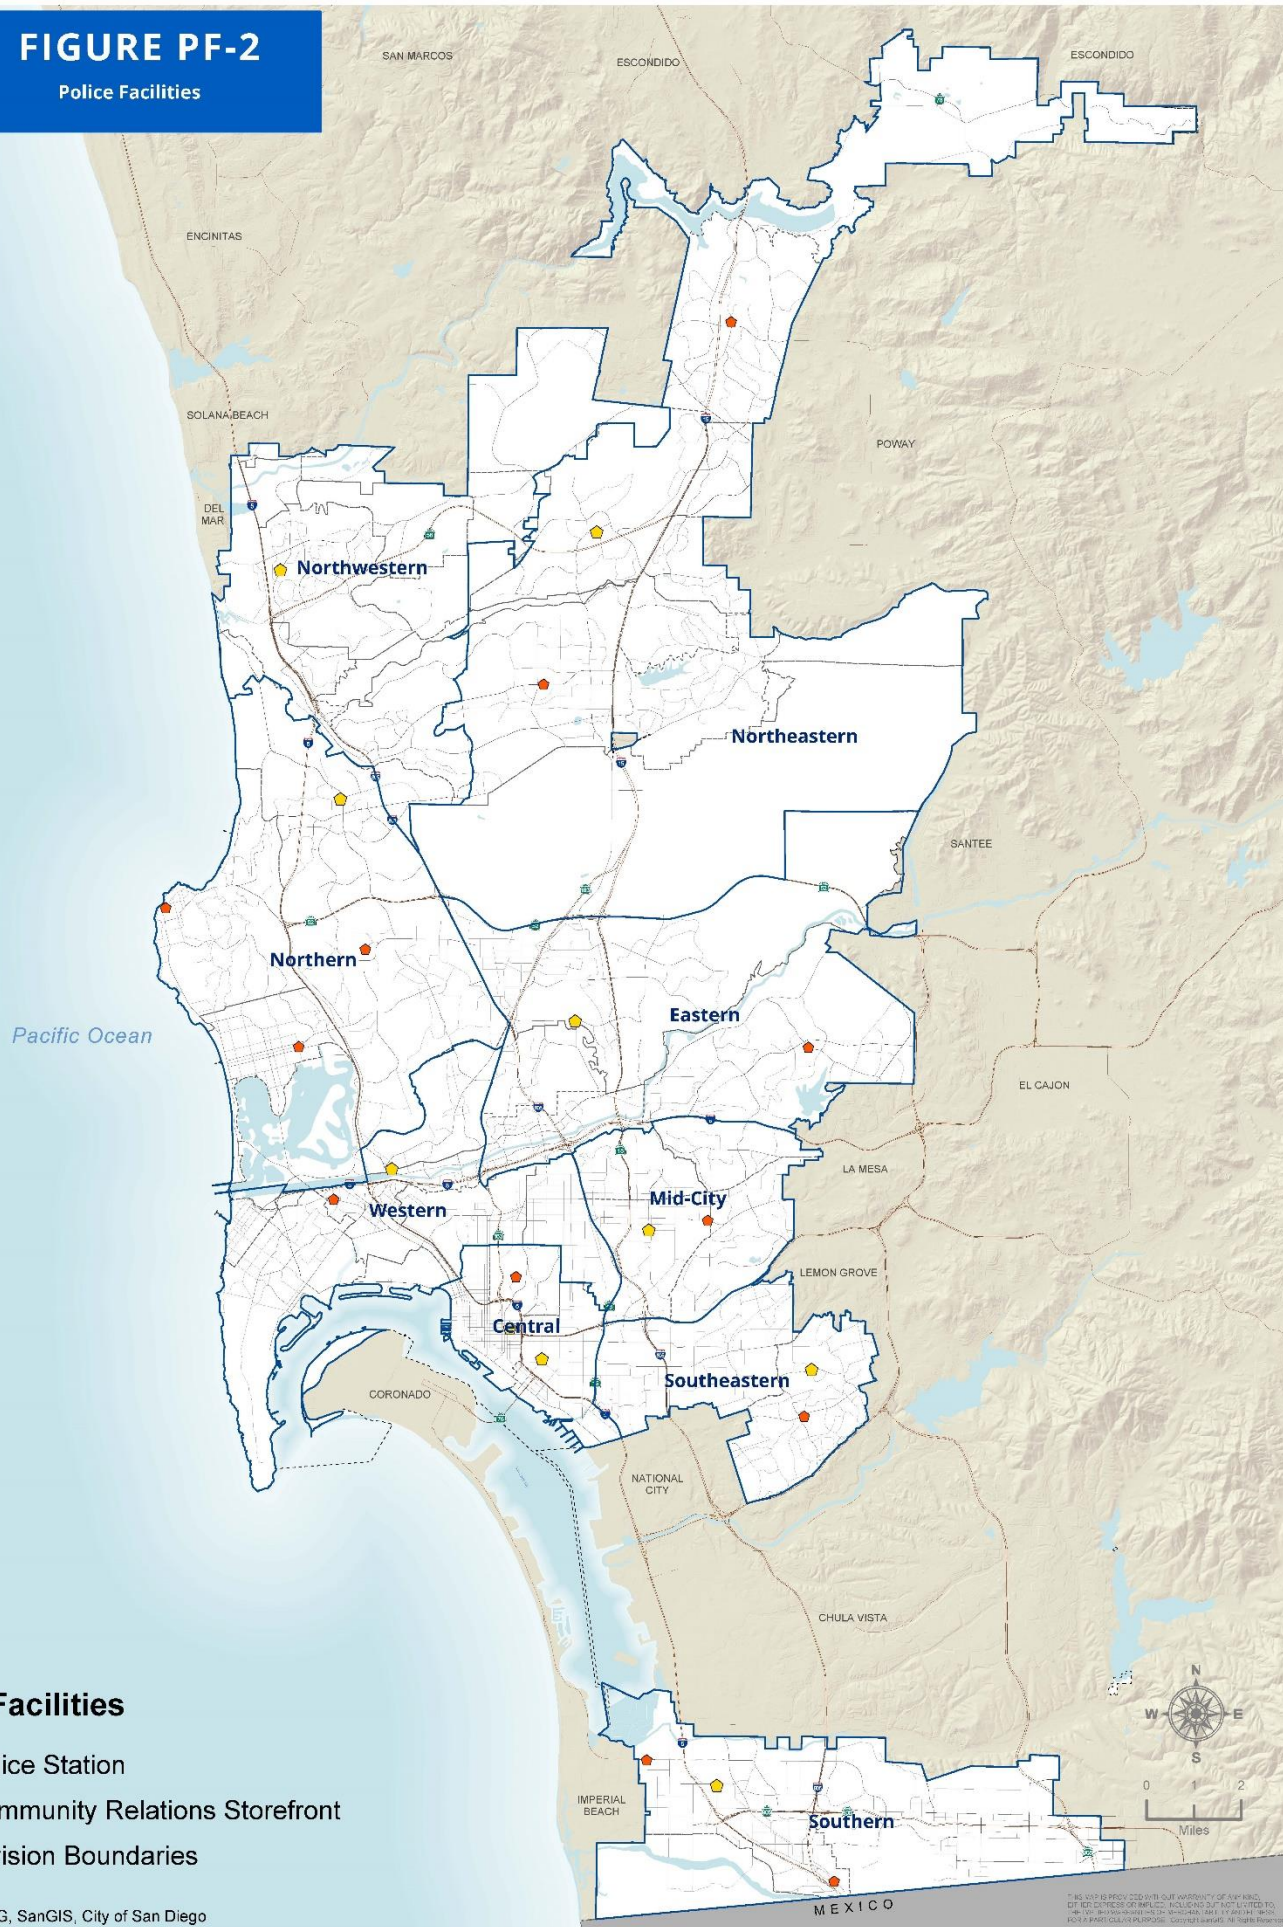 FIGURE PF-2
Police Facilities
SAN MARCOS
ESCONDIDO
ESCONDIDO
ENCINITAS
SOLANA BEACH
POWAY
DEL
MAR
Northwestern
Northeastern
SANTEE
Northern
Eastern
Pacific Ocean
EL CAJON
LA MESA
Mid-City
Western
LEMON GROVE
Central
Southeastern
CORONADO
NATIONAL
CITY
CHULA VISTA
Facilities
ice Station
mmunity Relations Storefront
ision Boundaries
G, SanGIS, City of San Diego
IMPERIAL
BEACH
Southern
MEXICO
N
W E
S
0 1 2
Miles